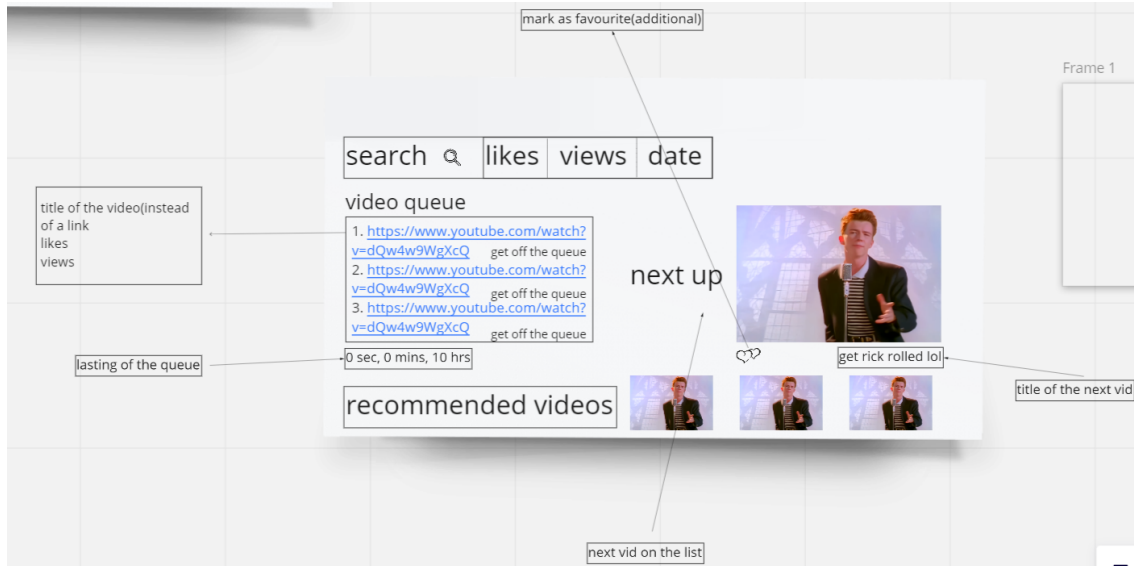 mark as favourite(additional)
Frame 1
search likes views date
title of the video(instead
of a link
likes
views
video queue
1. https://www.youtube.com/watch?
v=dQw4w9WgXcQ get off the queue
2. https://www.youtube.com/watch?
v=dQw4w9WgXcQ get off the queue
3. https://www.youtube.com/watch?
v=dQw4w9WgXcQ get off the queue
next up
0 sec, 0 mins, 10 hrs
lasting of the queue
get rick rolled lol
title of the next vid
recommended videos
next vid on the list